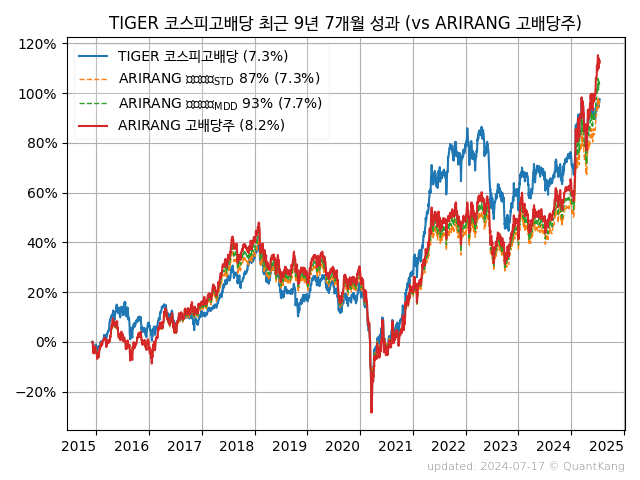 TIGER 코스피고배당 최근 9년 7개월 성과 (vs ARIRANG 고배당주)
120%
100%
80%
60%
40%
20%
0%
−20%
TIGER 코스피고배당 (7.3%)
ARIRANG STD 87% (7.3%)
ARIRANG MDD 93% (7.7%)
ARIRANG 고배당주 (8.2%)
2015 2016 2017 2018 2019 2020 2021 2022 2023 2024 2025
updated: 2024-07-17 © QuantKang